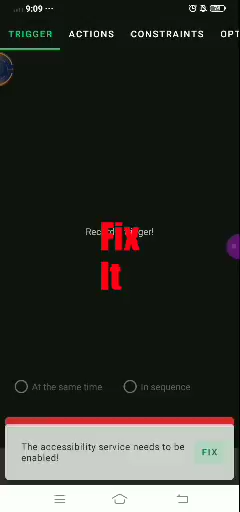 9:09 ...
TRIGGER ACTIONS CONSTRAINTS OPT
Fix
It
At the same time In sequence
The accessibility service needs to be
enabled!
FIX